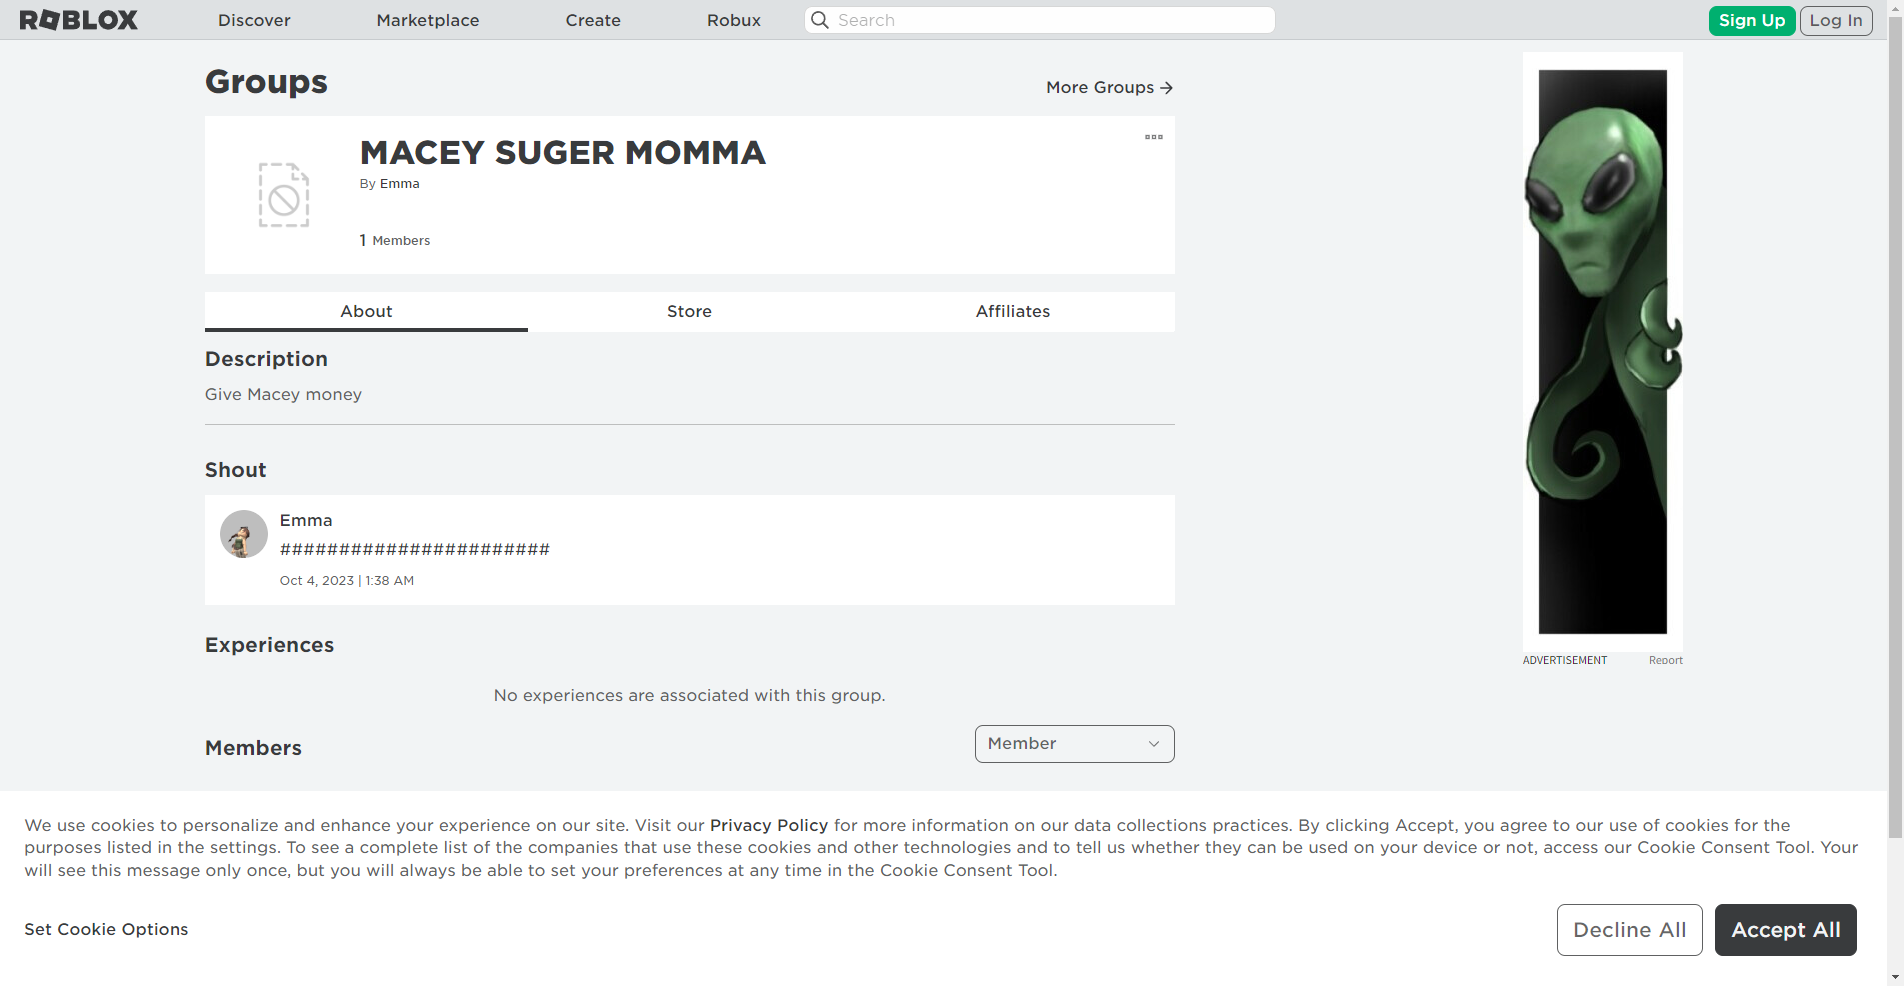 ROBLOX Discover Marketplace Create Robux Search Sign Up Log In
Groups
More Groups
MACEY SUGER MOMMA
By Emma
1 Members
About Store Affiliates
Description
Give Macey money
Shout
Emma
#######################
Oct 4, 2023 | 1:38 AM
Experiences
No experiences are associated with this group.
Members
Member
ADVERTISEMENT Report
We use cookies to personalize and enhance your experience on our site. Visit our Privacy Policy for more information on our data collections practices. By clicking Accept, you agree to our use of cookies for the
purposes listed in the settings. To see a complete list of the companies that use these cookies and other technologies and to tell us whether they can be used on your device or not, access our Cookie Consent Tool. Your
will see this message only once, but you will always be able to set your preferences at any time in the Cookie Consent Tool.
Set Cookie Options
Decline All Accept All